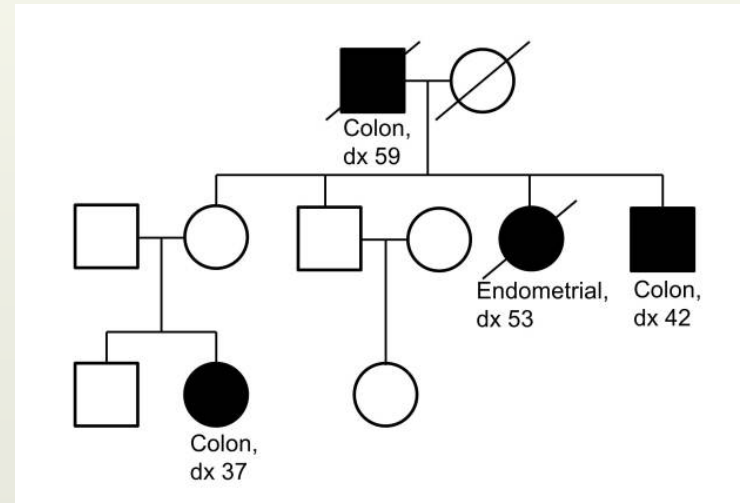 Colon,
dx 59
Endometrial,
dx 53
Colon,
dx 42
Colon,
dx 37